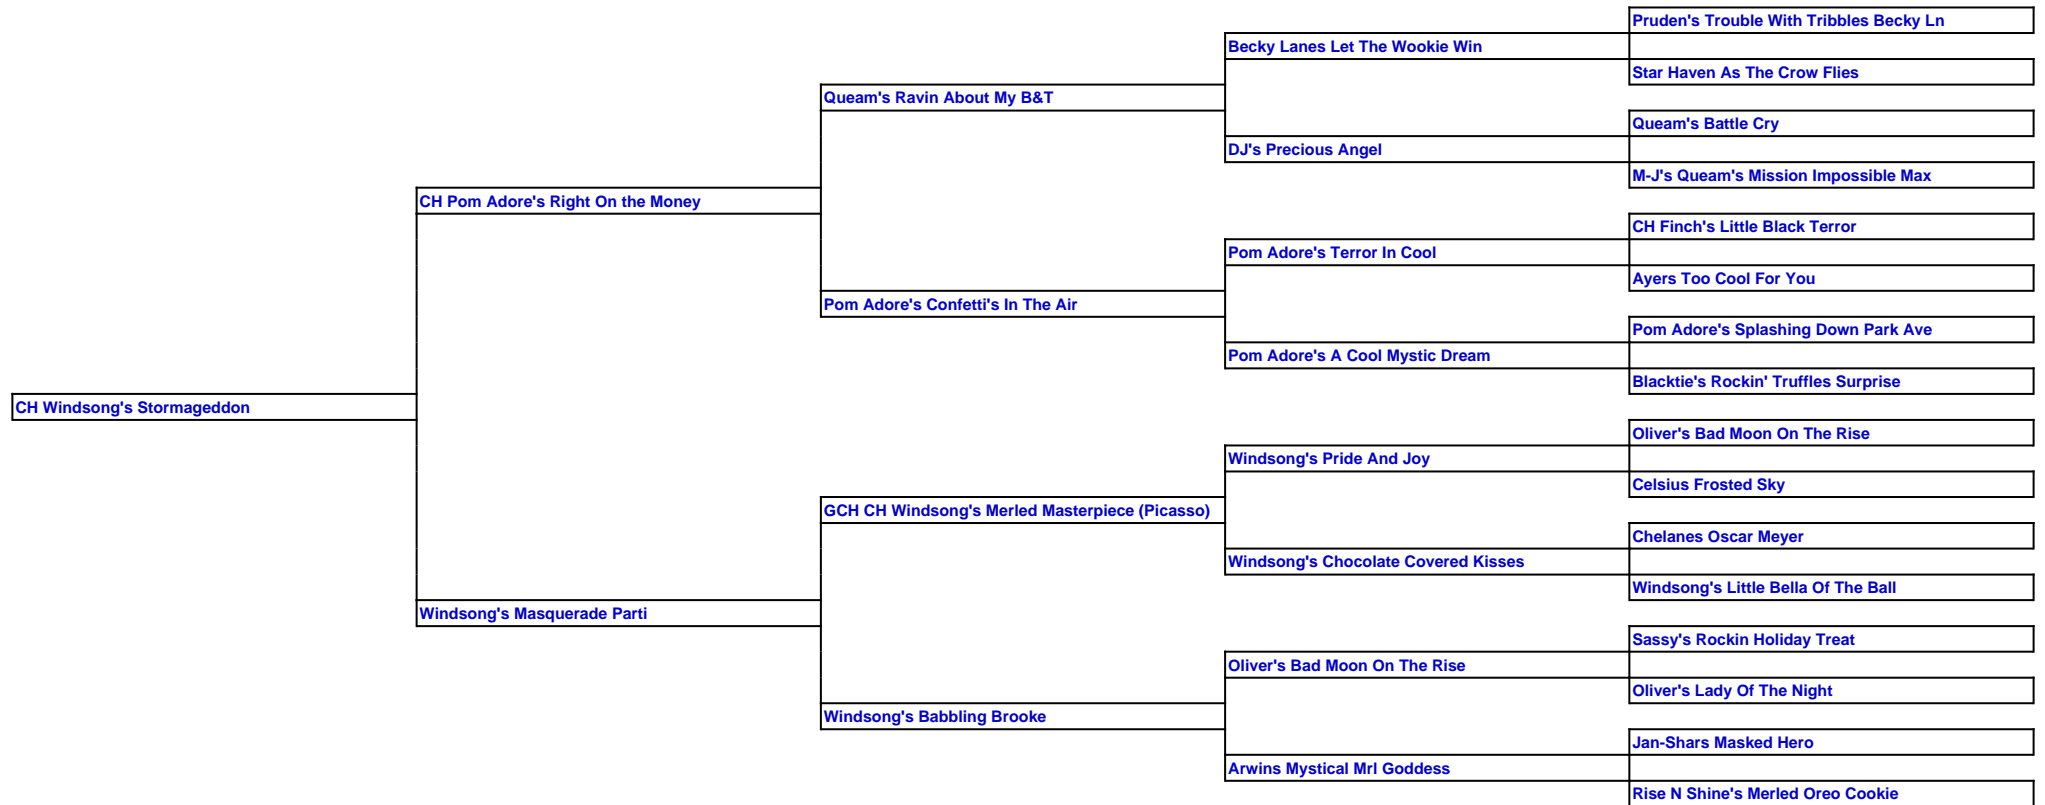 Pruden's Trouble With Tribbles Becky Ln
Becky Lanes Let The Wookie Win
Star Haven As The Crow Flies
Queam's Ravin About My B&T
Queam's Battle Cry
DJ's Precious Angel
M-J's Queam's Mission Impossible Max
CH Pom Adore's Right On the Money
CH Finch's Little Black Terror
Pom Adore's Terror In Cool
Ayers Too Cool For You
Pom Adore's Confetti's In The Air
Pom Adore's Splashing Down Park Ave
Pom Adore's A Cool Mystic Dream
Blacktie's Rockin' Truffles Surprise
CH Windsong's Stormageddon
Oliver's Bad Moon On The Rise
Windsong's Pride And Joy
Celsius Frosted Sky
GCH CH Windsong's Merled Masterpiece (Picasso)
Chelanes Oscar Meyer
Windsong's Chocolate Covered Kisses
Windsong's Little Bella Of The Ball
Windsong's Masquerade Parti
Sassy's Rockin Holiday Treat
Oliver's Bad Moon On The Rise
Oliver's Lady Of The Night
Windsong's Babbling Brooke
Jan-Shars Masked Hero
Arwins Mystical Mrl Goddess
Rise N Shine's Merled Oreo Cookie